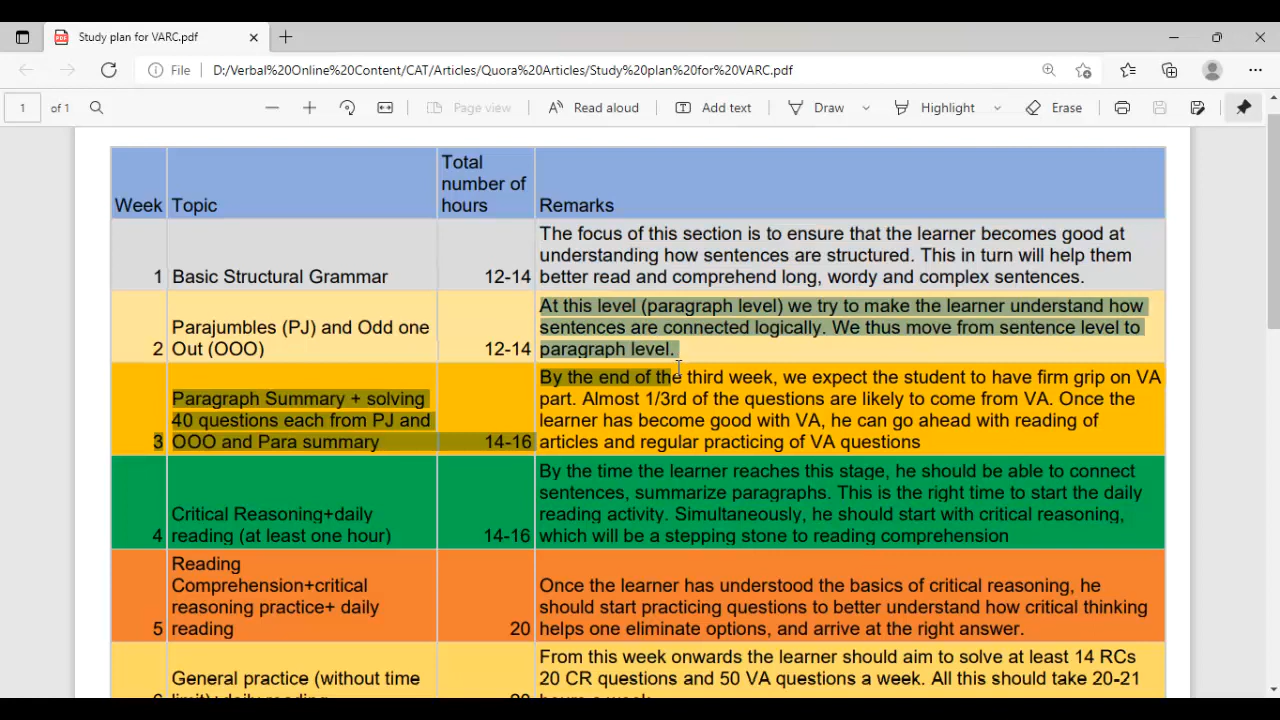 Study plan for VARC.pdf
File D:/Verbal%20Online%20Content/CAT/Articles/Quora%20Articles/Study%20plan%20for%20VARC.pdf
1 of 1 Page view Read aloud Add text Draw Highlight Erase
Total
number of
Week Topic hours Remarks
The focus of this section is to ensure that the learner becomes good at
understanding how sentences are structured. This in turn will help them
1 Basic Structural Grammar 12-14 better read and comprehend long, wordy and complex sentences.
At this level (paragraph level) we try to make the learner understand how
Parajumbles (PJ) and Odd one sentences are connected logically. We thus move from sentence level to
2 Out (OOO) 12-14 paragraph level.
By the end of the third week, we expect the student to have firm grip on VA
Paragraph Summary + solving part. Almost 1/3rd of the questions are likely to come from VA. Once the
40 questions each from PJ and learner has become good with VA, he can go ahead with reading of
3 OOO and Para summary 14-16 articles and regular practicing of VA questions
By the time the learner reaches this stage, he should be able to connect
sentences, summarize paragraphs. This is the right time to start the daily
Critical Reasoning+daily reading activity. Simultaneously, he should start with critical reasoning,
4 reading (at least one hour) 14-16 which will be a stepping stone to reading comprehension
Reading
Comprehension+critical Once the learner has understood the basics of critical reasoning, he
reasoning practice+ daily should start practicing questions to better understand how critical thinking
5 reading 20 helps one eliminate options, and arrive at the right answer.
From this week onwards the learner should aim to solve at least 14 RCs
General practice (without time 20 CR questions and 50 VA questions a week. All this should take 20-21